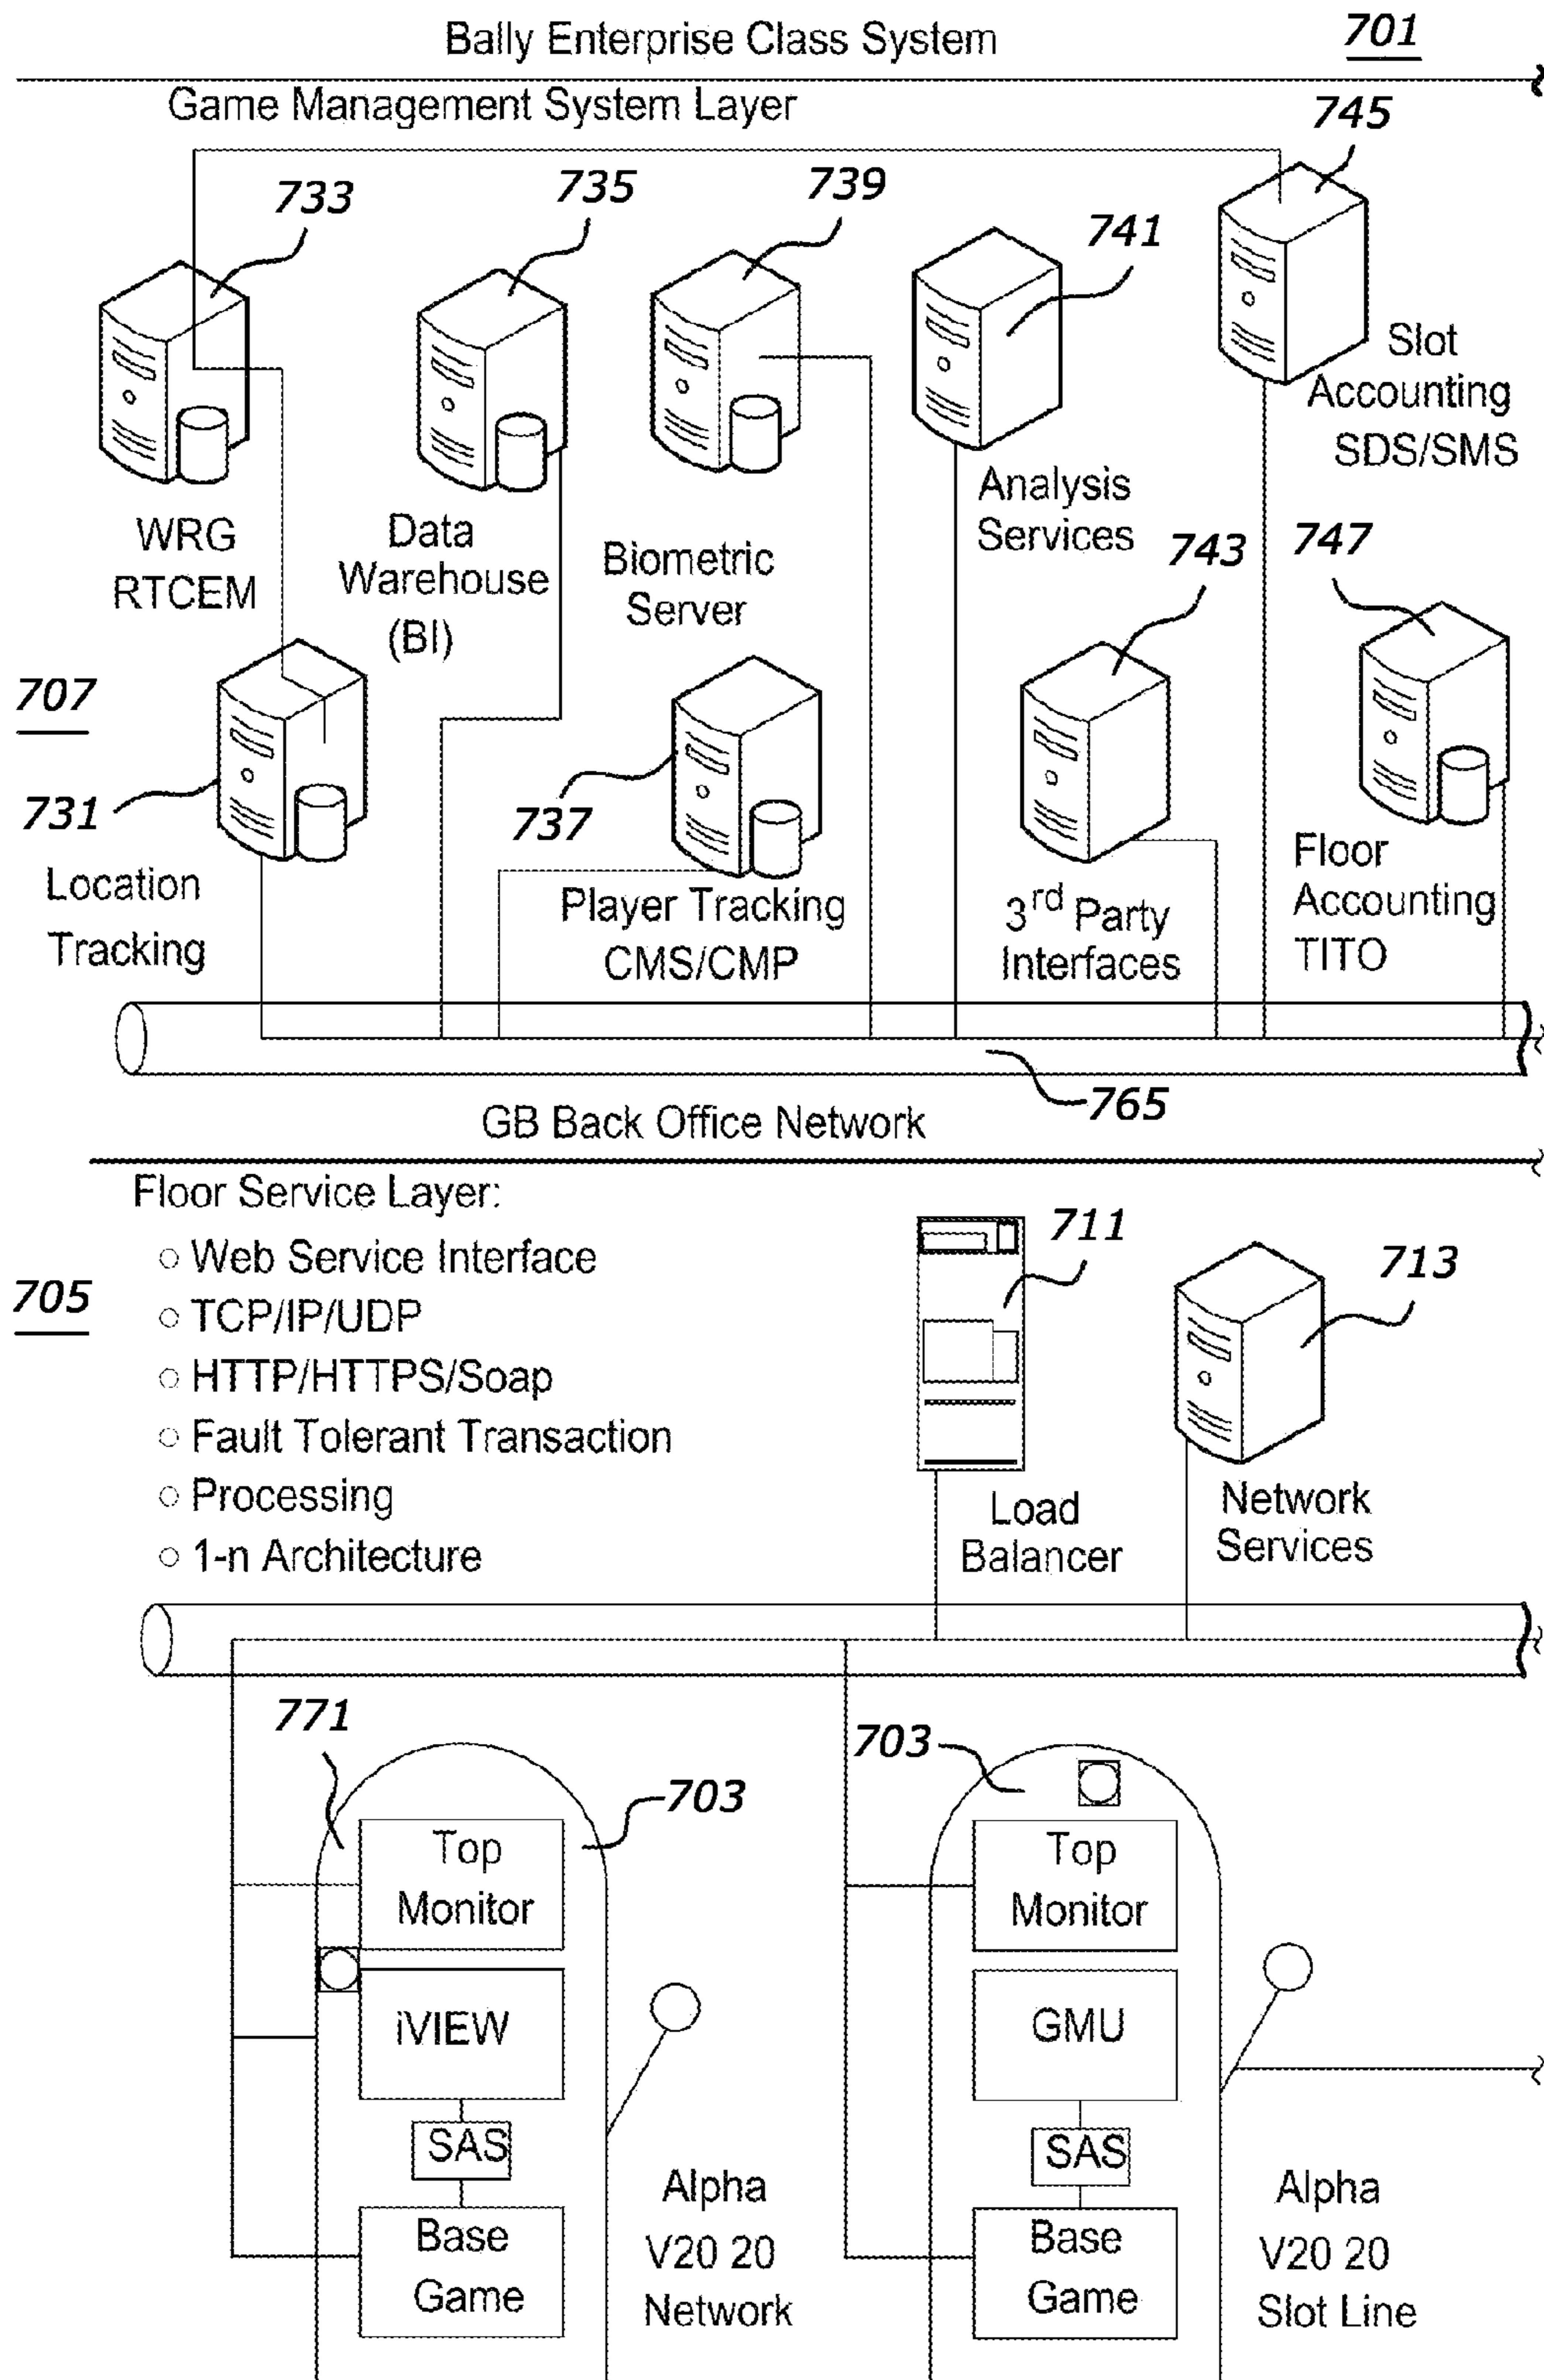 Bally Enterprise Class System
701
Game Management System Layer
745
733
735
739
741
Slot
Accounting
SDS/SMS
Analysis
Services
WRG
RTCEM
Data
Warehouse
(BI)
Biometric
Server
743
747
707
731
737
Location
Tracking
Player Tracking
CMS/CMP
3rd Party
Interfaces
Floor
Accounting
TITO
765
GB Back Office Network
Floor Service Layer:
○ Web Service Interface
○ TCP/IP/UDP
○ HTTP/HTTPS/Soap
○ Fault Tolerant Transaction
○ Processing
○ 1-n Architecture
705
711
713
Load
Balancer
Network
Services
771
703
703
Top
Monitor
iVIEW
SAS
Base
Game
Alpha
V20 20
Network
Top
Monitor
GMU
SAS
Base
Game
Alpha
V20 20
Slot Line